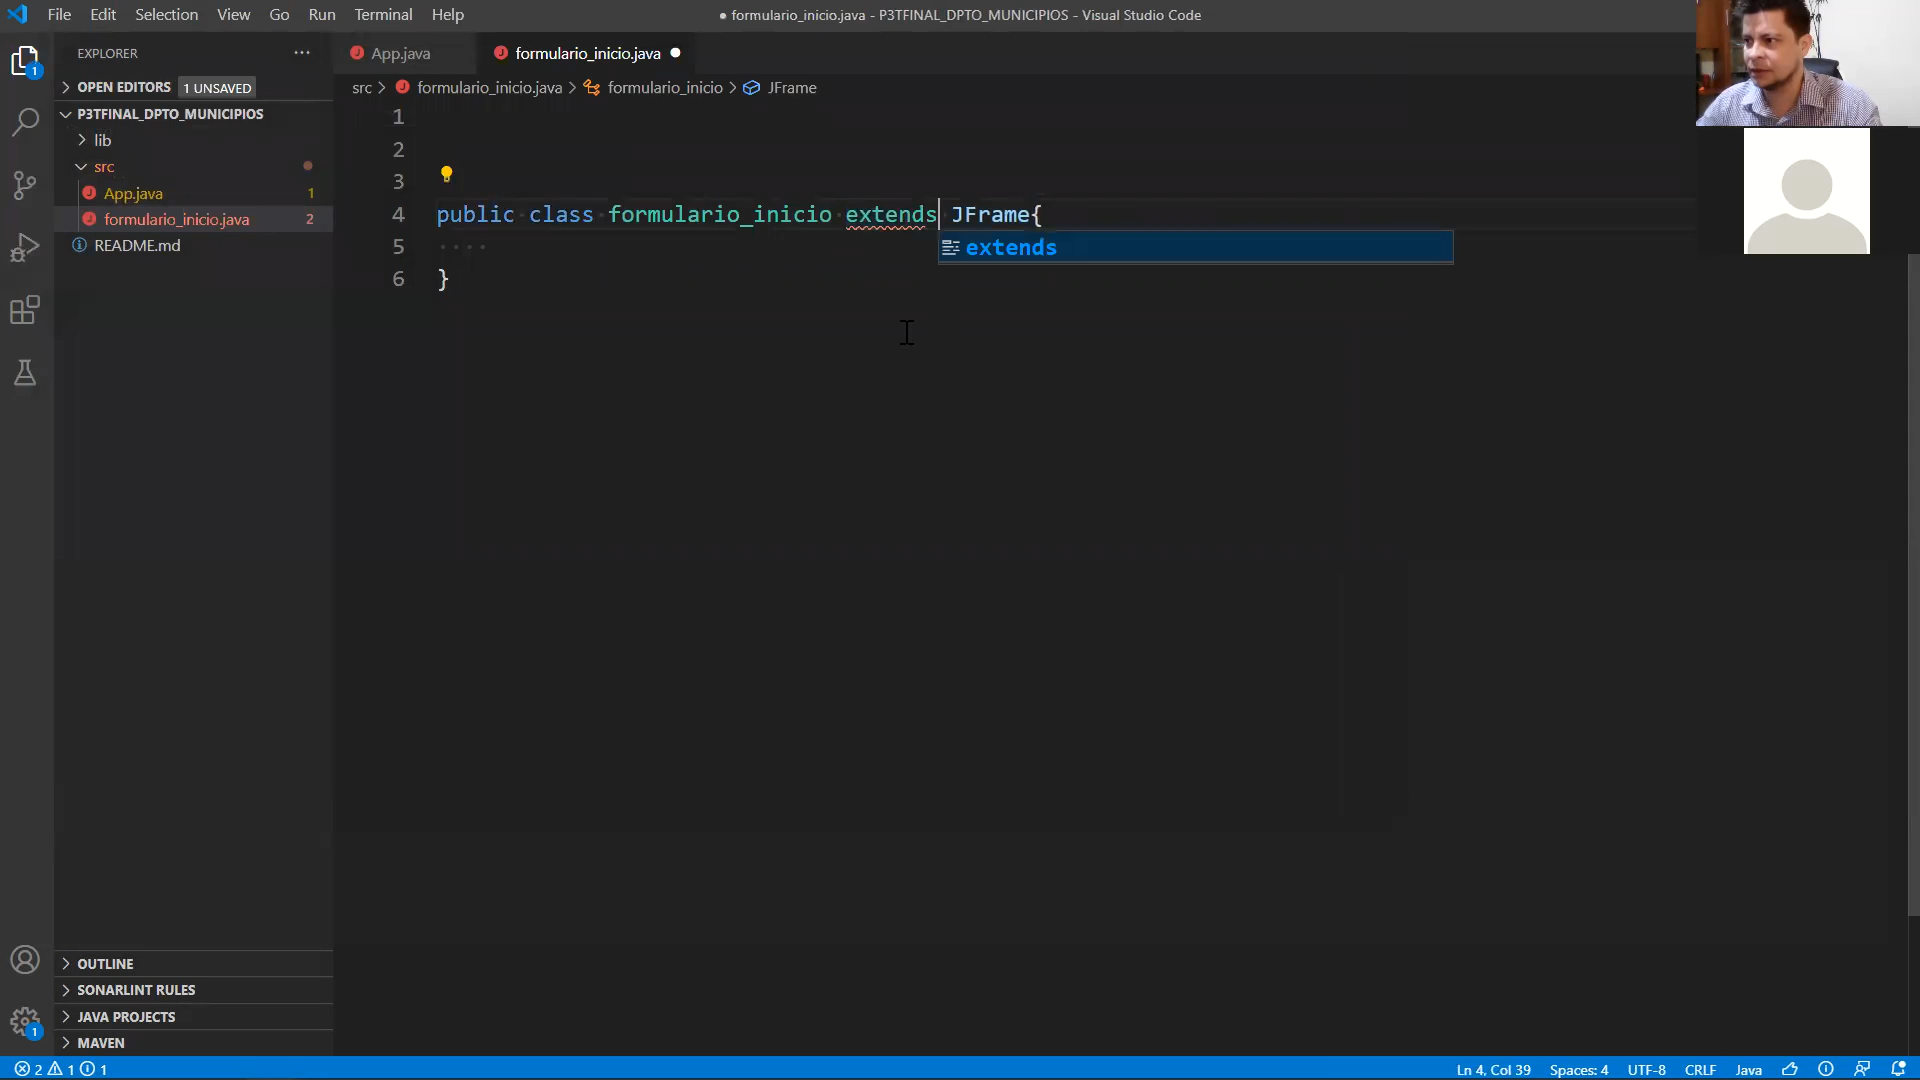 File Edit Selection View Go Run Terminal Help
● formulario_inicio.java - P3TFINAL_DPTO_MUNICIPIOS - Visual Studio Code
EXPLORER
OPEN EDITORS 1 UNSAVED
P3TFINAL_DPTO_MUNICIPIOS
lib
src
App.java 1
formulario_inicio.java 2
README.md
App.java
formulario_inicio.java
src > formulario_inicio.java > formulario_inicio > JFrame
1
2
3
4 public class formulario_inicio extends JFrame{
extends
5
6 }
OUTLINE
SONARLINT RULES
JAVA PROJECTS
MAVEN
1
1
2 1 1
Ln 4, Col 39 Spaces: 4 UTF-8 CRLF Java